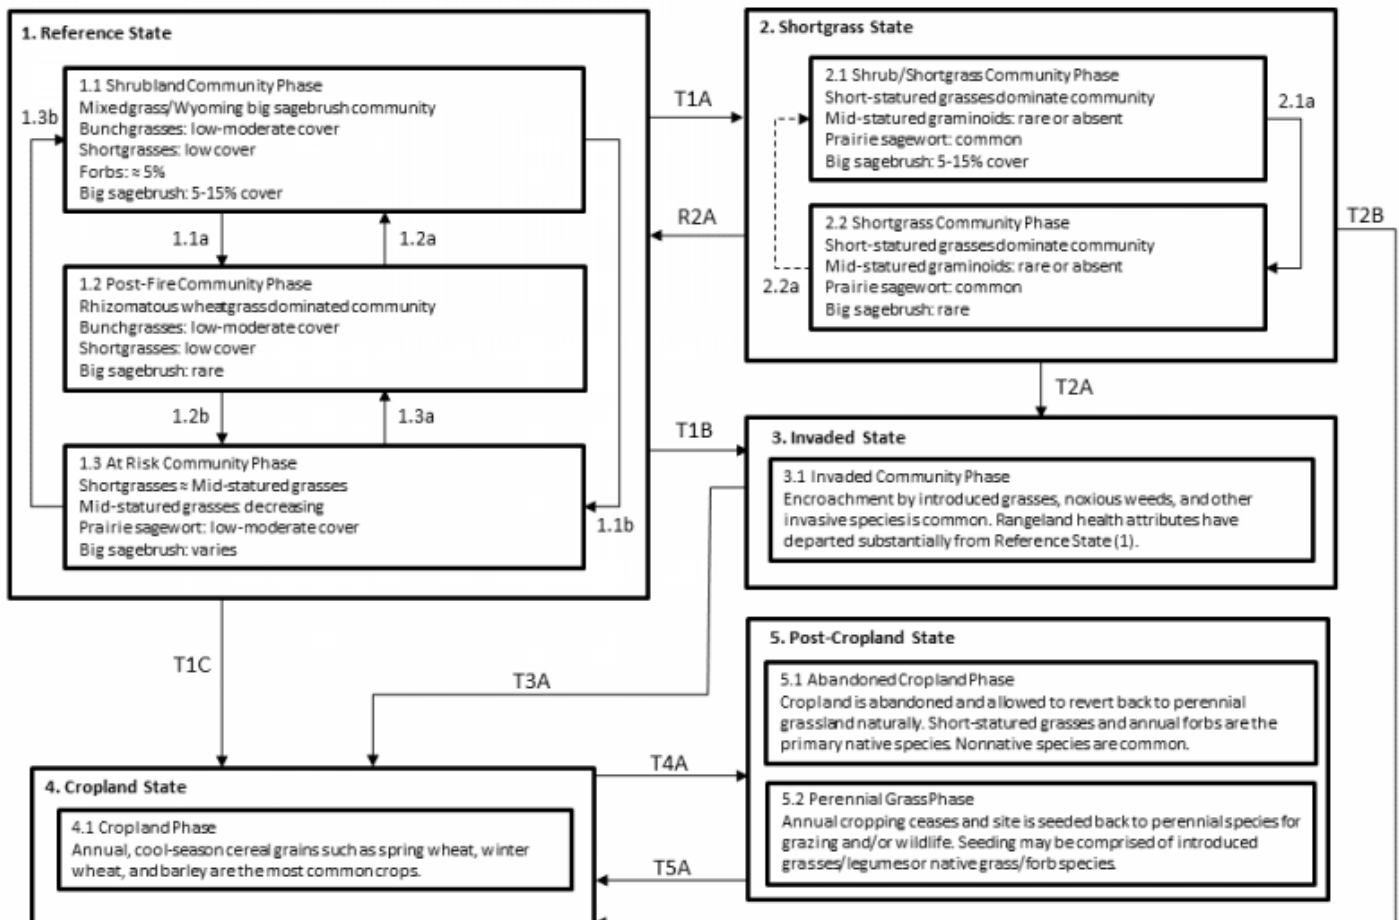 1. Reference State
1.1 Shrubland Community Phase
Mixedgrass/Wyoming big sagebrush community
Bunchgrasses: low-moderate cover
Shortgrasses: low cover
Forbs: ≈ 5%
Big sagebrush: 5-15% cover
1.3b
1.1a
1.2a
1.2 Post-Fire Community Phase
Rhizomatous wheatgrass dominated community
Bunchgrasses: low-moderate cover
Shortgrasses: low cover
Big sagebrush: rare
1.2b
1.3a
1.3 At Risk Community Phase
Shortgrasses ≈ Mid-statured grasses
Mid-statured grasses: decreasing
Prairie sagewort: low-moderate cover
Big sagebrush: varies
1.1b
T1A
R2A
T1B
2. Shortgrass State
2.1 Shrub/Shortgrass Community Phase
Short-statured grasses dominate community
Mid-statured graminoids: rare or absent
Prairie sagewort: common
Big sagebrush: 5-15% cover
2.1a
2.2 Shortgrass Community Phase
Short-statured grasses dominate community
Mid-statured graminoids: rare or absent
Prairie sagewort: common
Big sagebrush: rare
2.2a
T2B
T2A
3. Invaded State
3.1 Invaded Community Phase
Encroachment by introduced grasses, noxious weeds, and other
invasive species is common. Rangeland health attributes have
departed substantially from Reference State (1).
T1C
T3A
5. Post-Cropland State
5.1 Abandoned Cropland Phase
Cropland is abandoned and allowed to revert back to perennial
grassland naturally. Short-statured grasses and annual forbs are the
primary native species. Nonnative species are common.
5.2 Perennial Grass Phase
Annual cropping ceases and site is seeded back to perennial species for
grazing and/or wildlife. Seeding may be comprised of introduced
grasses/legumes or native grass/forb species.
T4A
T5A
4. Cropland State
4.1 Cropland Phase
Annual, cool-season cereal grains such as spring wheat, winter
wheat, and barley are the most common crops.